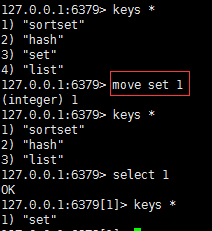 127.0.0.1:6379> keys *
1) "sortset"
2) "hash"
3) "set"
4) "list"
127.0.0.1:6379> move set 1
(integer) 1
127.0.0.1:6379> keys *
1) "sortset"
2) "hash"
3) "list"
127.0.0.1:6379> select 1
OK
127.0.0.1:6379[1]> keys *
1) "set"